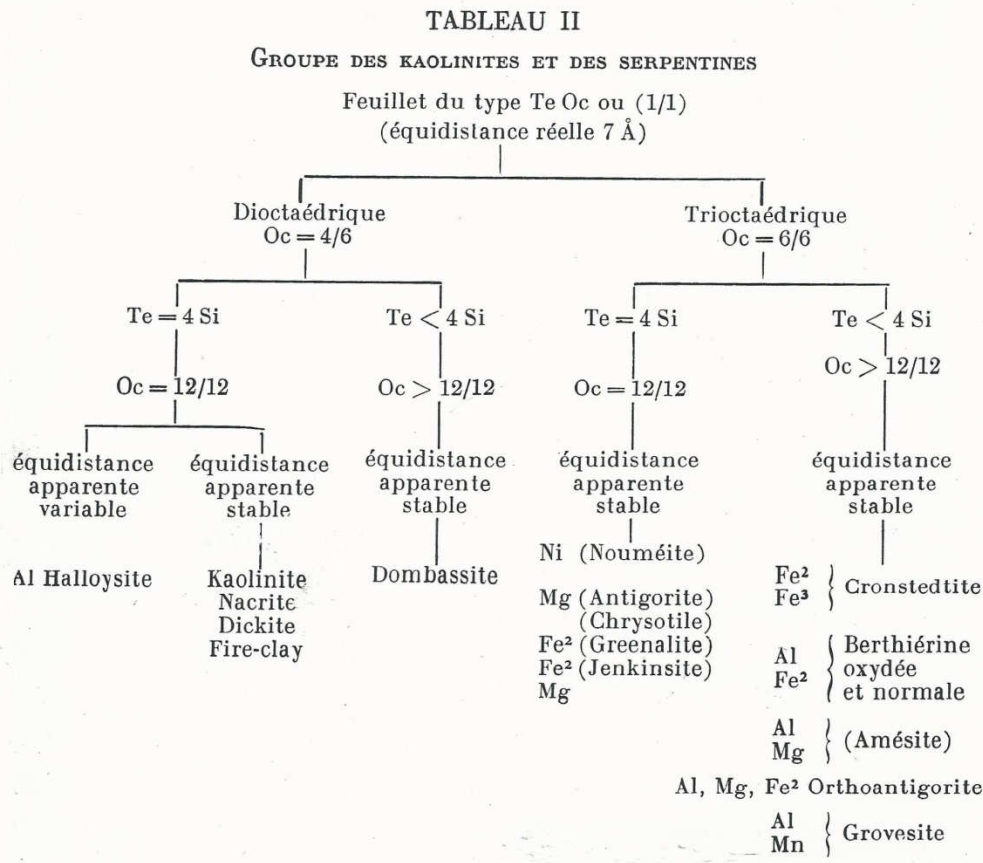 TABLEAU II
GROUPE DES KAOLINITES ET DES SERPENTINES
Feuillet du type Te Oc ou (1/1)
(équidistance réelle 7 Å)
Dioctaédrique
Oc = 4/6
Trioctaédrique
Oc = 6/6
Te = 4 Si
Te < 4 Si
Te = 4 Si
Te < 4 Si
Oc = 12/12
Oc > 12/12
Oc = 12/12
Oc > 12/12
équidistance
apparente
variable
équidistance
apparente
stable
équidistance
apparente
stable
équidistance
apparente
stable
équidistance
apparente
stable
Al Halloysite
Kaolinite
Nacrite
Dickite
Fire-clay
Dombassite
Ni (Nouméite)
Mg (Antigorite)
(Chrysotile)
Fe² (Greenalite)
Fe² (Jenkinsite)
Mg
Fe²
Fe³
} Cronstedtite
Al
Fe²
{ Berthiérine
oxydée
et normale
Al
Mg
} (Amésite)
Al, Mg, Fe² Orthoantigorite
Al
Mn
} Grovesite